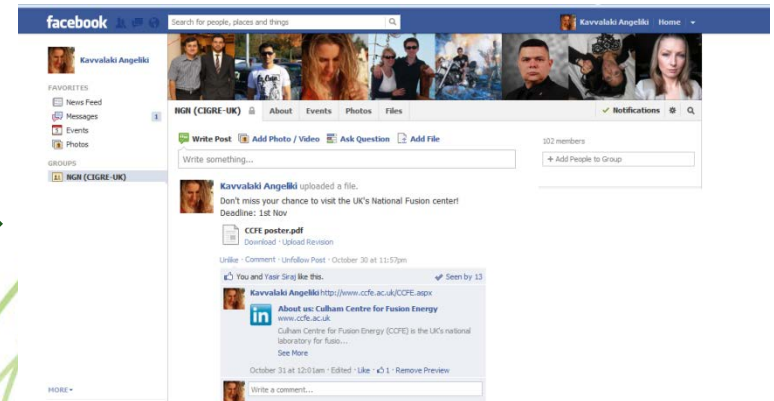 facebook
Search for people, places and things
Kavvalaki Angeliki Home
Kavvalaki Angeliki
FAVORITES
News Feed
Messages 1
Events
Photos
GROUPS
NGN (CIGRE-UK)
MORE
NGN (CIGRE-UK) About Events Photos Files
Notifications
Write Post Add Photo / Video Ask Question Add File
Write something...
102 members
+ Add People to Group
Kavvalaki Angeliki uploaded a file.
Don't miss your chance to visit the UK's National Fusion center!
Deadline: 1st Nov
CCFE poster.pdf
Download · Upload Revision
Unlike · Comment · Unfollow Post · October 30 at 11:57pm
You and Yasir Siraj like this. Seen by 13
Kavvalaki Angeliki http://www.ccfe.ac.uk/CCFE.aspx
in
About us: Culham Centre for Fusion Energy
www.ccfe.ac.uk
Culham Centre for Fusion Energy (CCFE) is the UK's national
laboratory for fusio...
See More
October 31 at 12:01am · Edited · Like · 1 · Remove Preview
Write a comment...